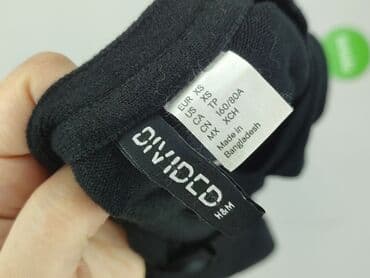 EUR XS
US XS
CA TP
CN 160/80A
MX XCH
Made in
Bangladesh
DIVIDED
H&M